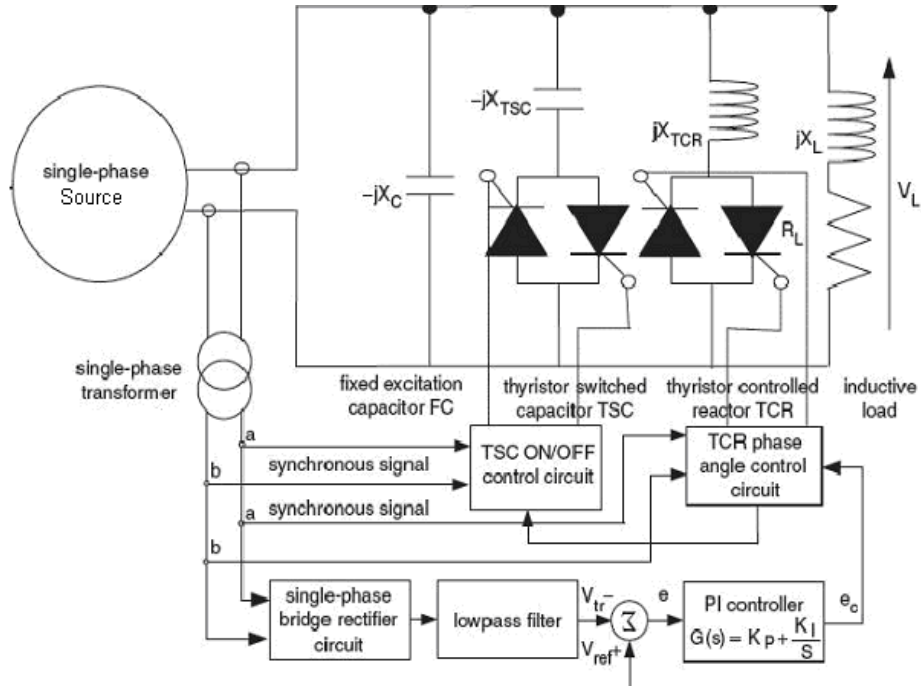 single-phase
Source
-jX_C
-jX_TSC
jX_TCR
jX_L
R_L
V_L
single-phase
transformer
fixed excitation
capacitor FC
thyristor switched
capacitor TSC
thyristor controlled
reactor TCR
inductive
load
a
synchronous signal
b
a
synchronous signal
b
TSC ON/OFF
control circuit
TCR phase
angle control
circuit
single-phase
bridge rectifier
circuit
lowpass filter
V_tr -
V_ref +
Σ
e
PI controller
G(s) = K_P + K_I/S
e_c